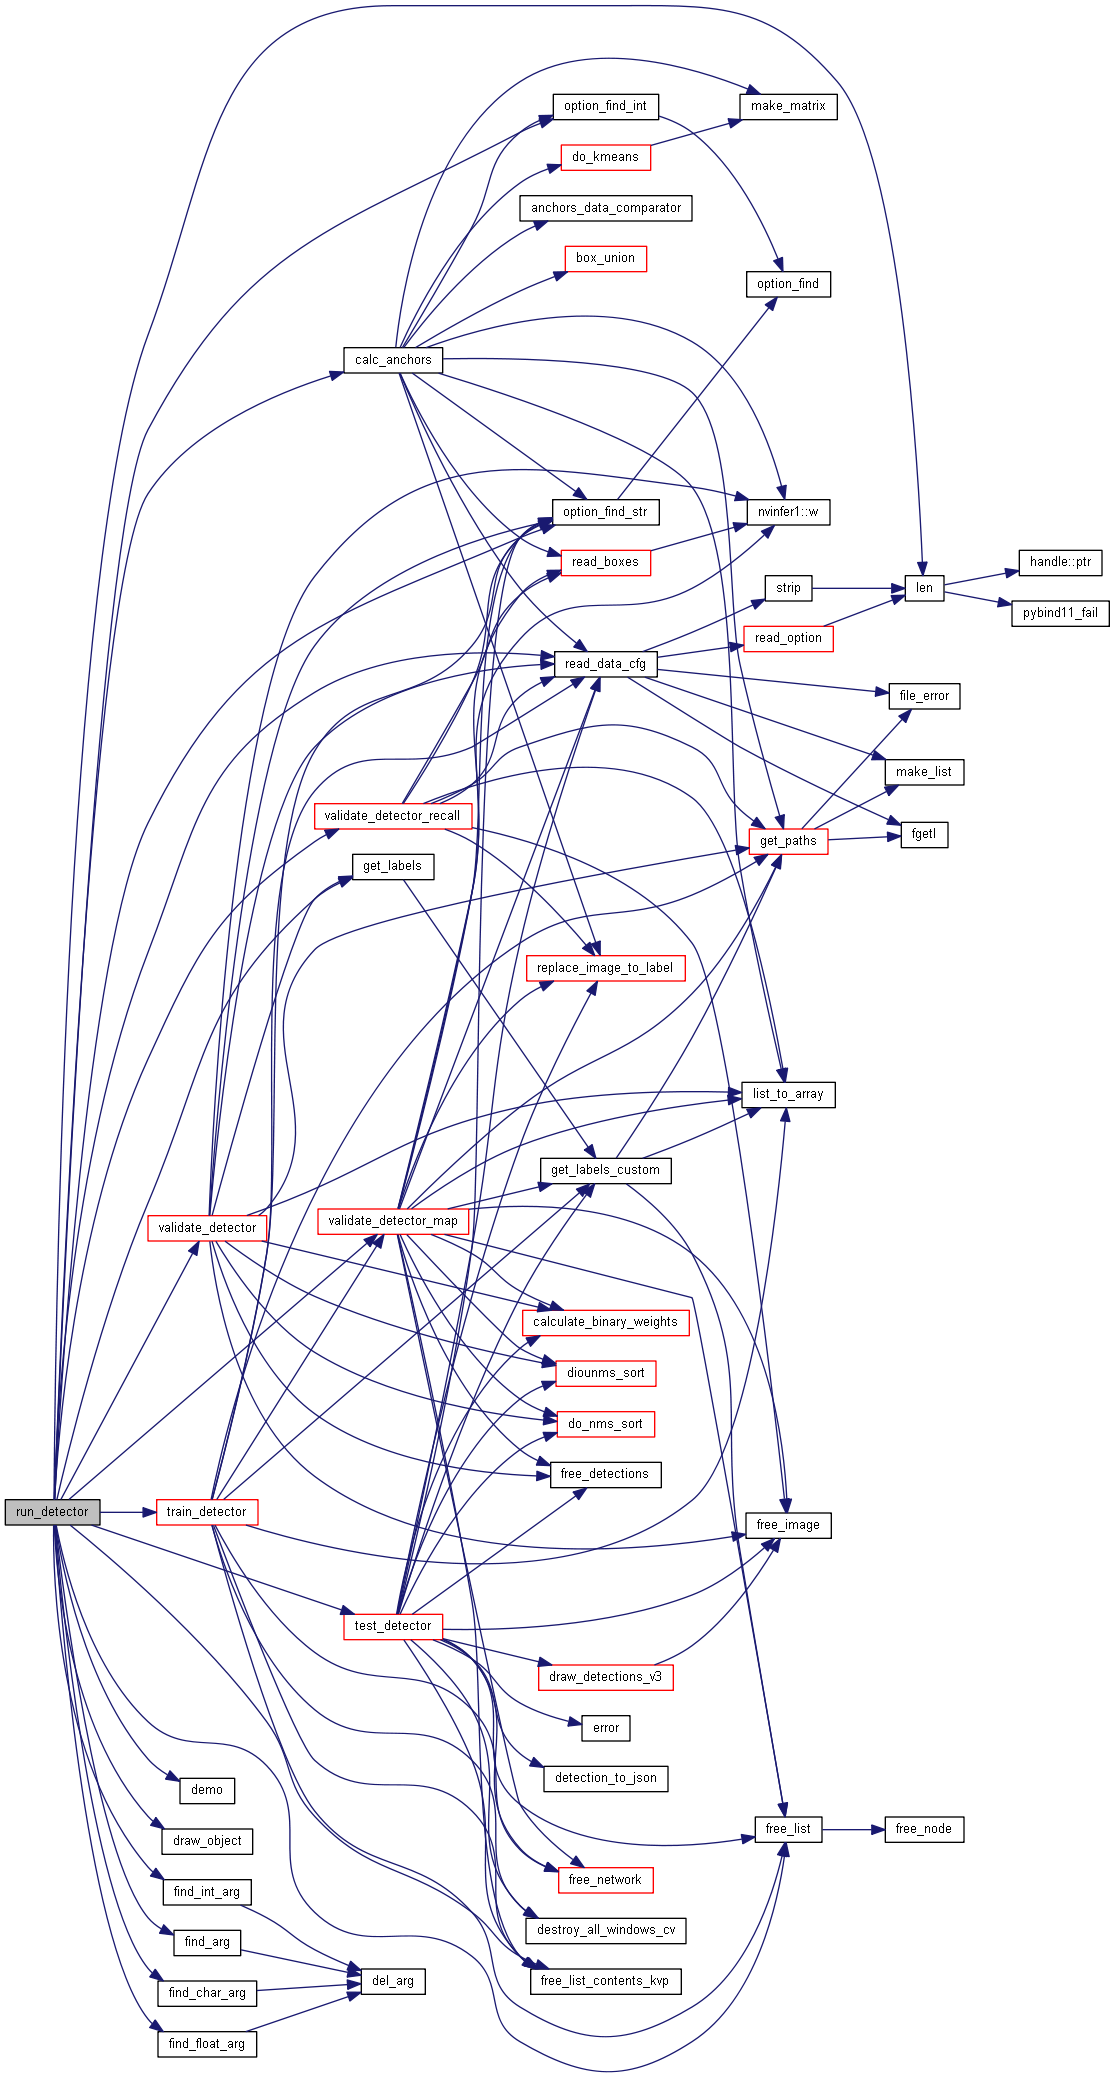 option_find_int
make_matrix
do_kmeans
anchors_data_comparator
box_union
option_find
calc_anchors
option_find_str
nvinfer1::w
read_boxes
handle::ptr
strip
len
pybind11_fail
read_option
read_data_cfg
file_error
make_list
validate_detector_recall
fgetl
get_paths
get_labels
replace_image_to_label
list_to_array
get_labels_custom
validate_detector_map
validate_detector
calculate_binary_weights
diounms_sort
do_nms_sort
free_detections
run_detector
train_detector
free_image
test_detector
draw_detections_v3
error
detection_to_json
demo
free_list
free_node
draw_object
free_network
find_int_arg
destroy_all_windows_cv
find_arg
del_arg
free_list_contents_kvp
find_char_arg
find_float_arg